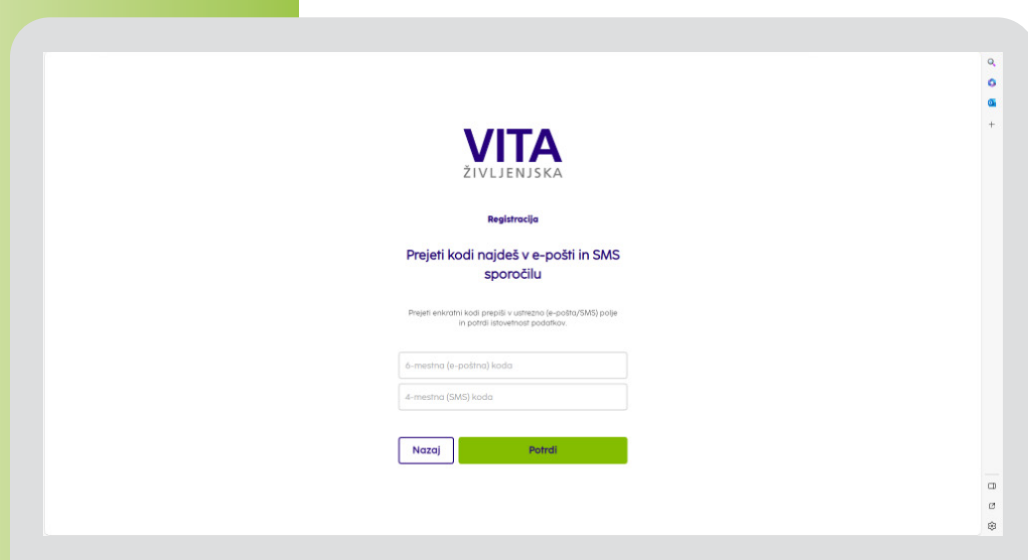 VITA
ŽIVLJENJSKA
Registracija
Prejeti kodi najdeš v e-pošti in SMS
sporočilu
Prejeti enkratni kodi prepiši v ustrezno (e-pošta/SMS) polje
in potrdi istovetnost podatkov.
6-mestna (e-poštna) koda
4-mestna (SMS) koda
Nazaj
Potrdi